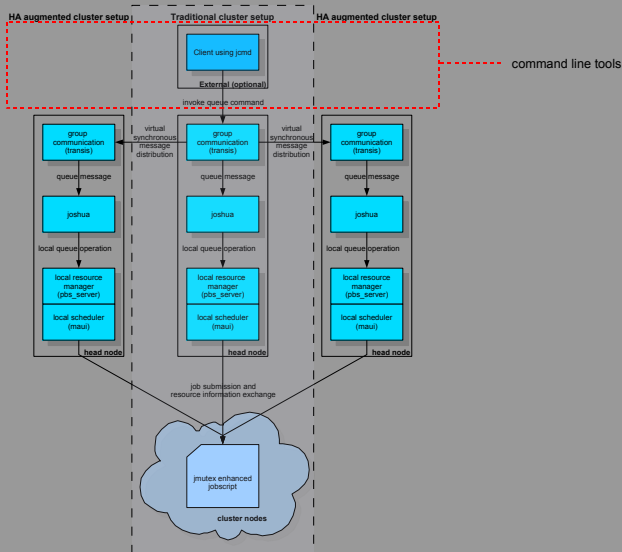 HA augmented cluster setup
Traditional cluster setup
HA augmented cluster setup
Client using jcmd
External (optional)
command line tools
invoke queue command
group
communication
(transis)
virtual
synchronous
message
distribution
group
communication
(transis)
virtual
synchronous
message
distribution
group
communication
(transis)
queue message
queue message
queue message
joshua
joshua
joshua
local queue operation
local queue operation
local queue operation
local resource
manager
(pbs_server)
local resource
manager
(pbs_server)
local resource
manager
(pbs_server)
local scheduler
(maui)
local scheduler
(maui)
local scheduler
(maui)
head node
head node
head node
job submission and
resource information exchange
jmutex enhanced
jobscript
cluster nodes